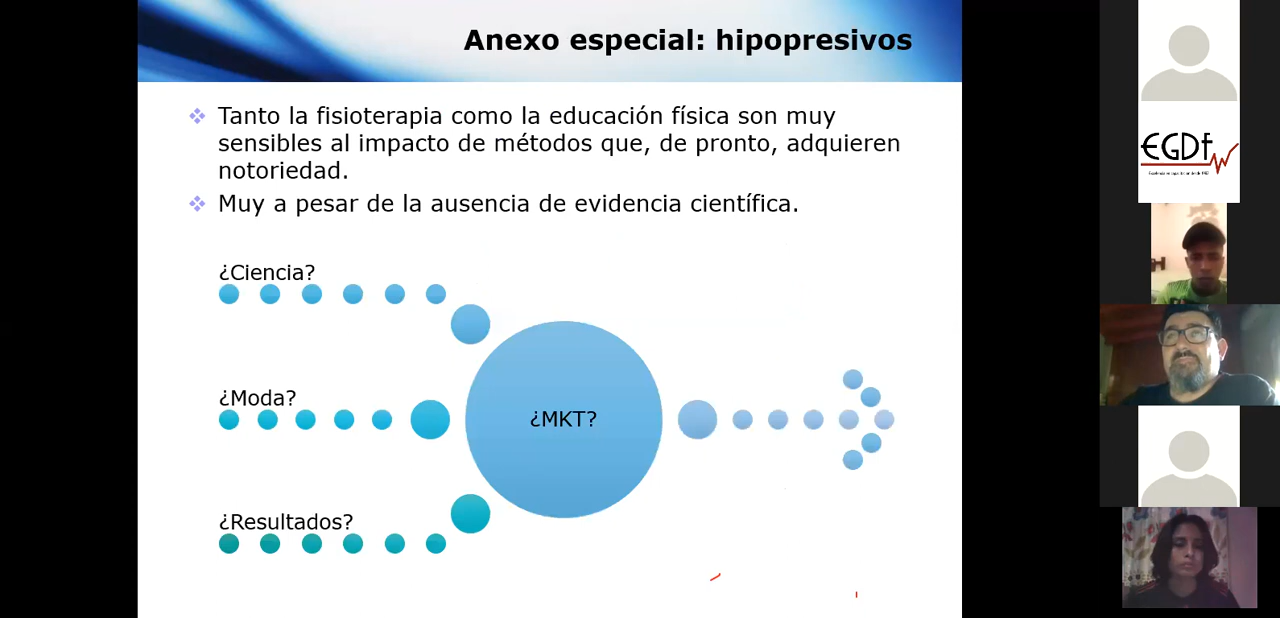 Anexo especial: hipopresivos
Tanto la fisioterapia como la educación física son muy
sensibles al impacto de métodos que, de pronto, adquieren
notoriedad.
Muy a pesar de la ausencia de evidencia científica.
¿Ciencia?
¿Moda?
¿MKT?
¿Resultados?
EGDf